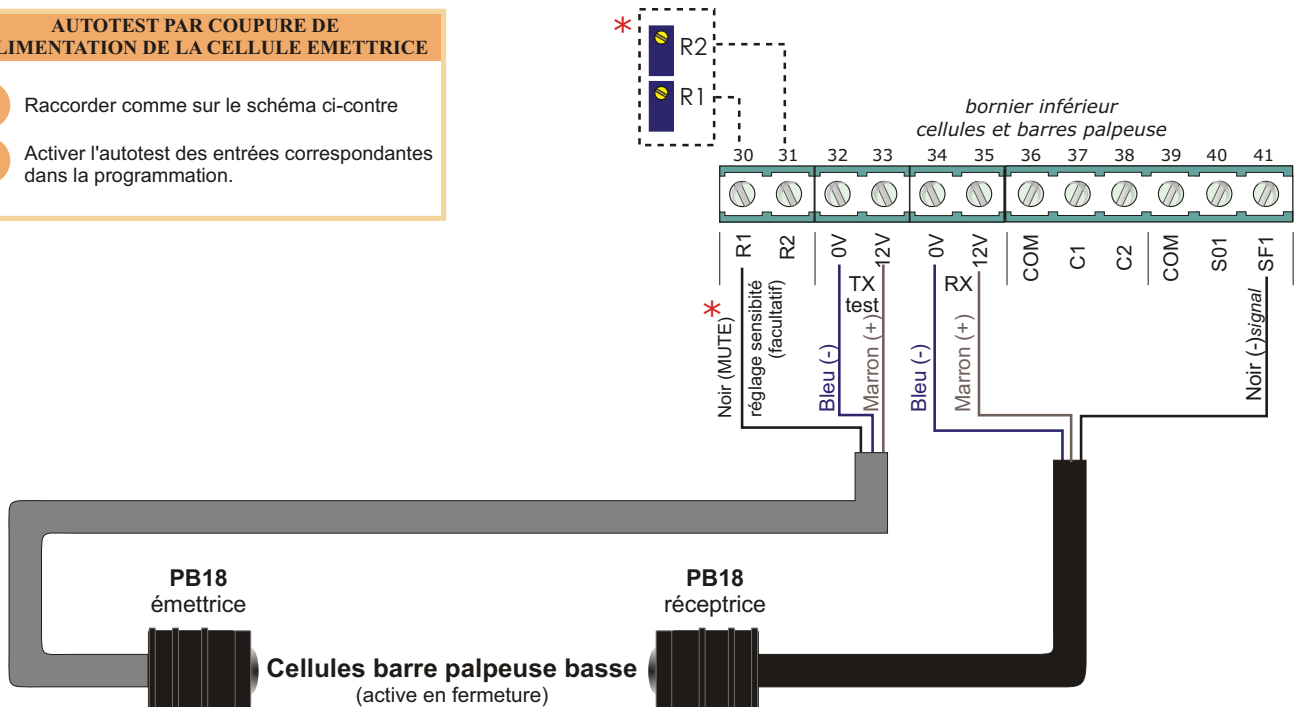 AUTOTEST PAR COUPURE DE
LIMENTATION DE LA CELLULE EMETTRICE
Raccorder comme sur le schéma ci-contre
Activer l'autotest des entrées correspondantes
dans la programmation.
*
R2
R1
bornier inférieur
cellules et barres palpeuse
30 31 32 33 34 35 36 37 38 39 40 41
R1 R2 0V 12V 0V 12V COM C1 C2 COM S01 SF1
TX
test
RX
*
Noir (MUTE)
réglage sensibité
(facultatif)
Bleu (-)
Marron (+)
Bleu (-)
Marron (+)
Noir (-)signal
PB18
émettrice
PB18
réceptrice
Cellules barre palpeuse basse
(active en fermeture)